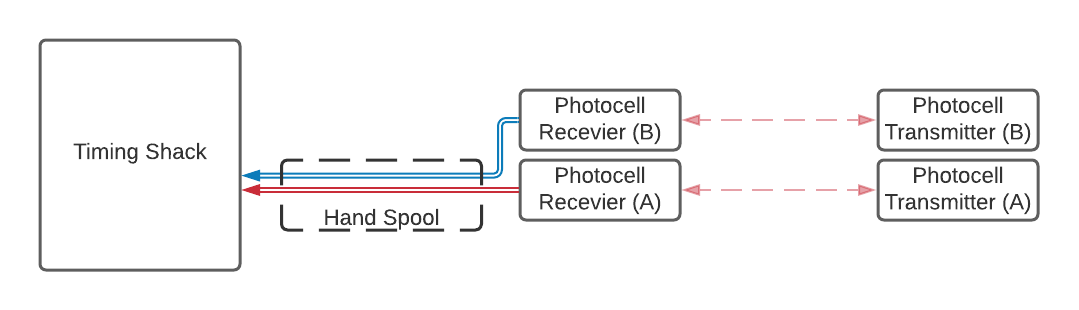 Timing Shack
Hand Spool
Photocell
Recevier (B)
Photocell
Recevier (A)
Photocell
Transmitter (B)
Photocell
Transmitter (A)